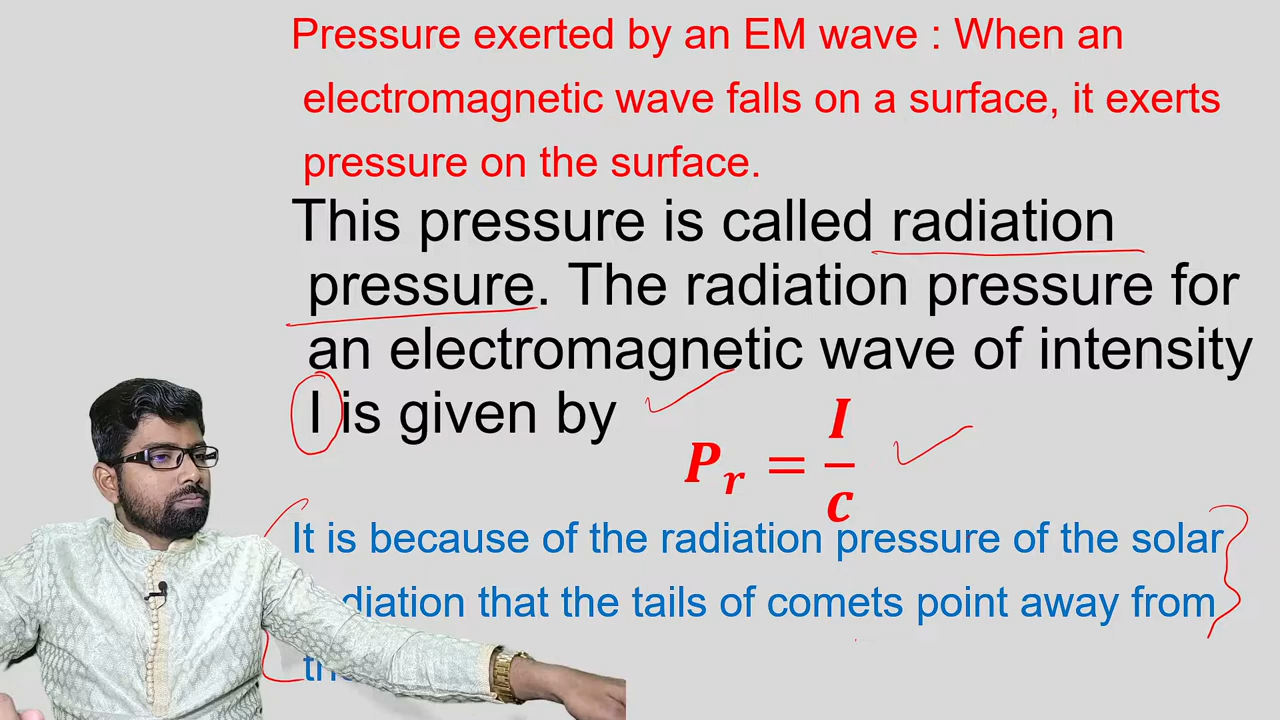 Pressure exerted by an EM wave : When an
electromagnetic wave falls on a surface, it exerts
pressure on the surface.
This pressure is called radiation
pressure. The radiation pressure for
an electromagnetic wave of intensity
I is given by
P_r = I/c
It is because of the radiation pressure of the solar
diation that the tails of comets point away from